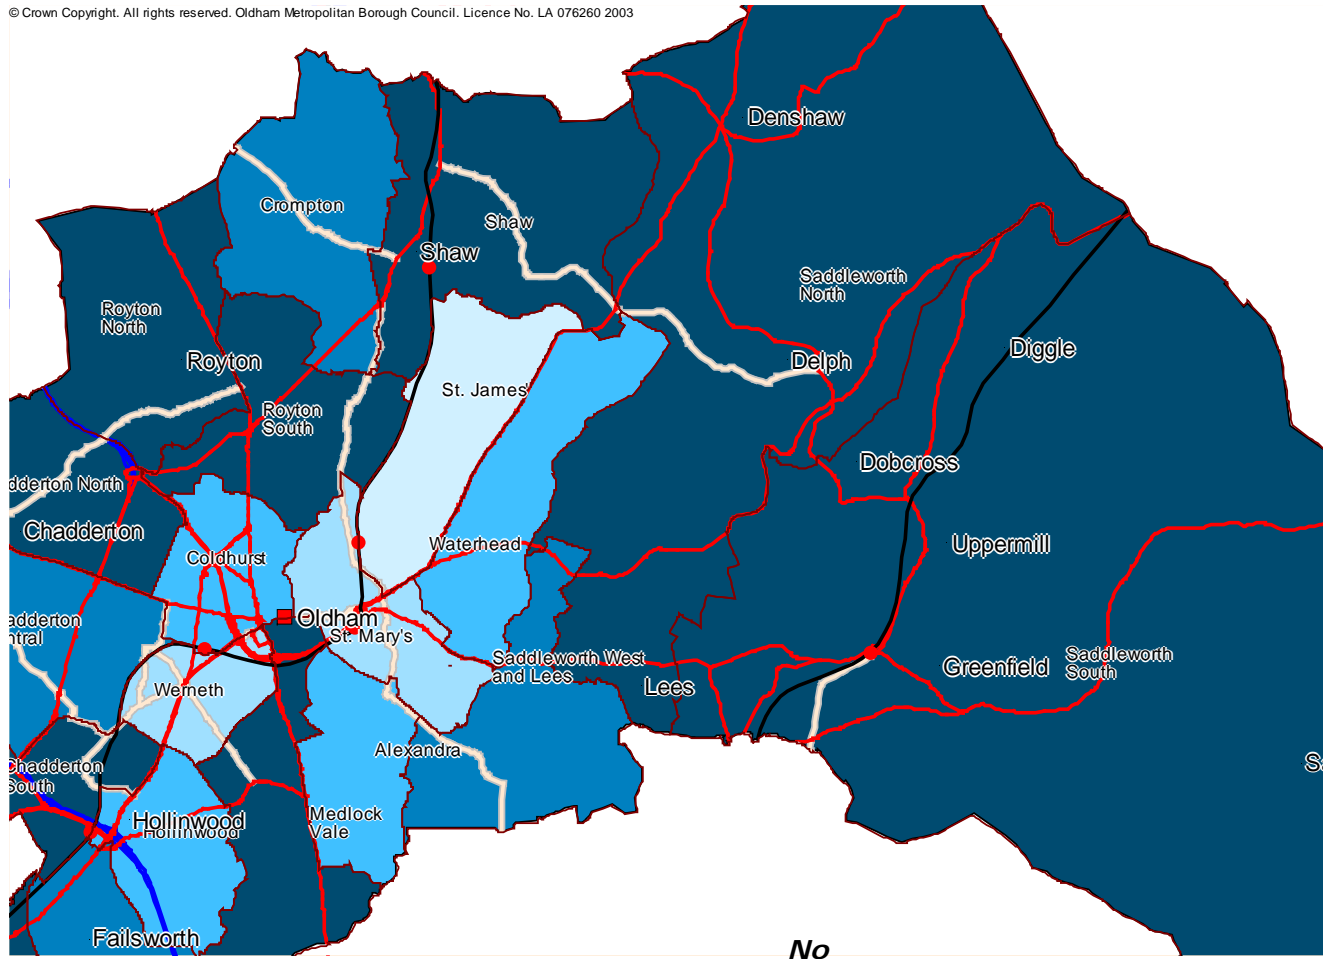 © Crown Copyright. All rights reserved. Oldham Metropolitan Borough Council. Licence No. LA 076260 2003
Denshaw
Crompton
Shaw
Shaw
Saddleworth
North
Royton
North
Royton
Delph
Diggle
St. James'
Royton
South
Dobcross
dderton North
Chadderton
Coldhurst
Waterhead
Uppermill
Oldham
St. Mary's
adderton
ntral
Saddleworth West
and Lees
Lees
Greenfield
Saddleworth
South
Werneth
Alexandra
Chadderton
South
S
Medlock
Vale
Hollinwood
Hollinwood
Failsworth
No